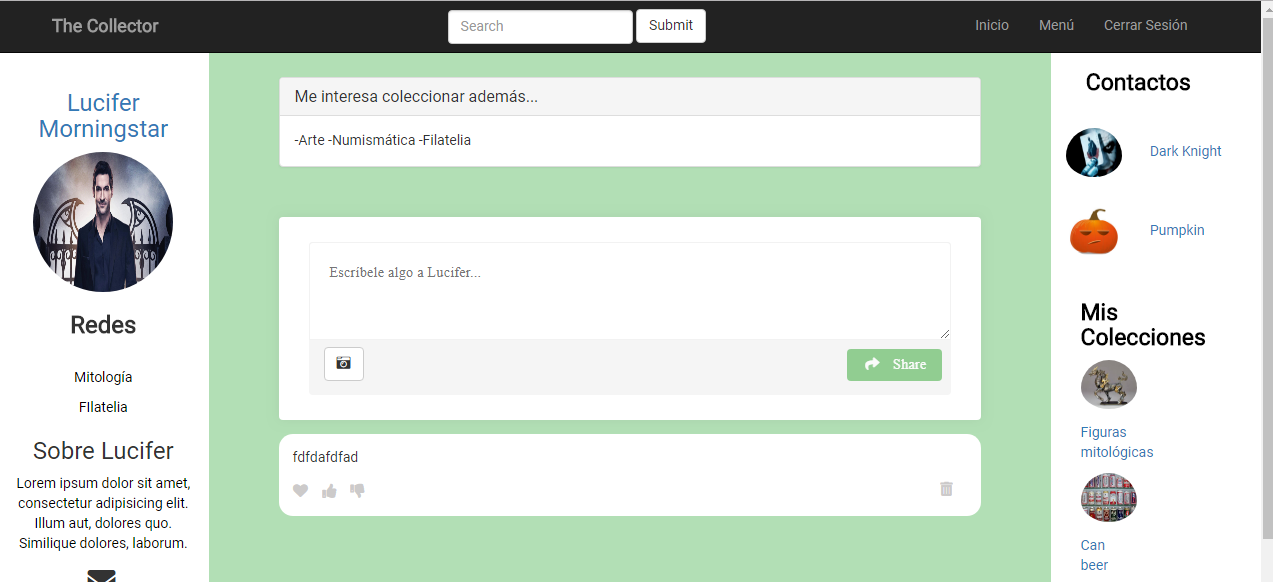 The Collector
Search
Submit
Inicio
Menú
Cerrar Sesión
Lucifer
Morningstar
Redes
Mitología
FIlatelia
Sobre Lucifer
Lorem ipsum dolor sit amet,
consectetur adipisicing elit.
Illum aut, dolores quo.
Similique dolores, laborum.
Me interesa coleccionar además...
-Arte -Numismática -Filatelia
Escríbele algo a Lucifer...
Share
fdfdafdfad
Contactos
Dark Knight
Pumpkin
Mis
Colecciones
Figuras
mitológicas
Can
beer